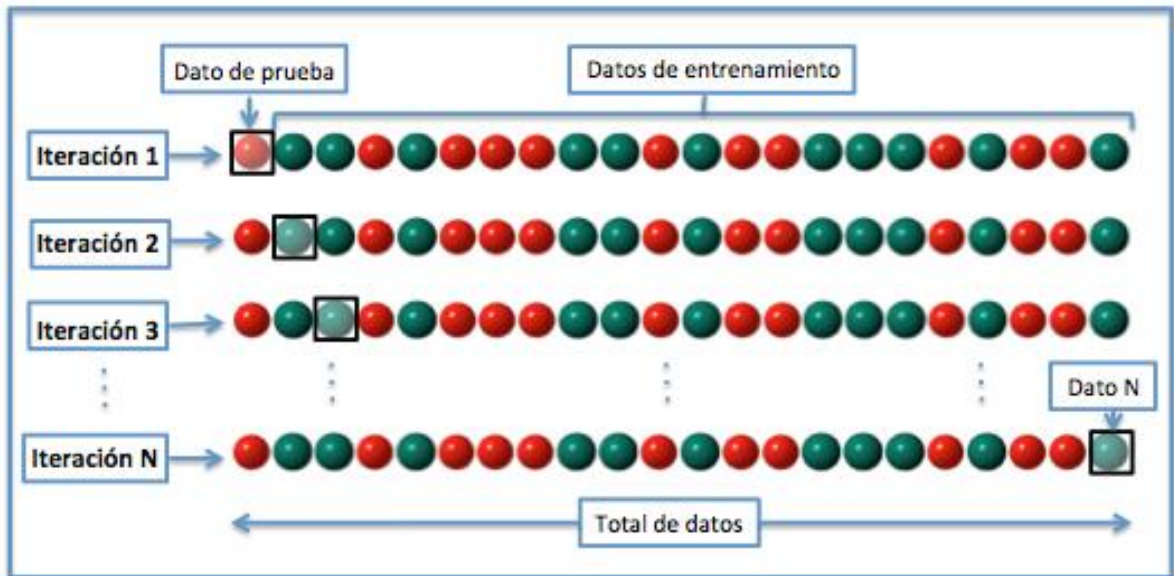 Dato de prueba
Datos de entrenamiento
Iteración 1
Iteración 2
Iteración 3
Dato N
Iteración N
Total de datos